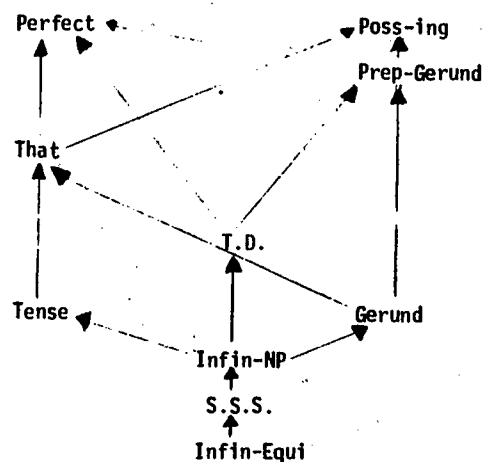 Perfect Poss-ing
Prep-Gerund
That
T.D.
Tense Gerund
Infin-NP
S.S.S.
Infin-Equi